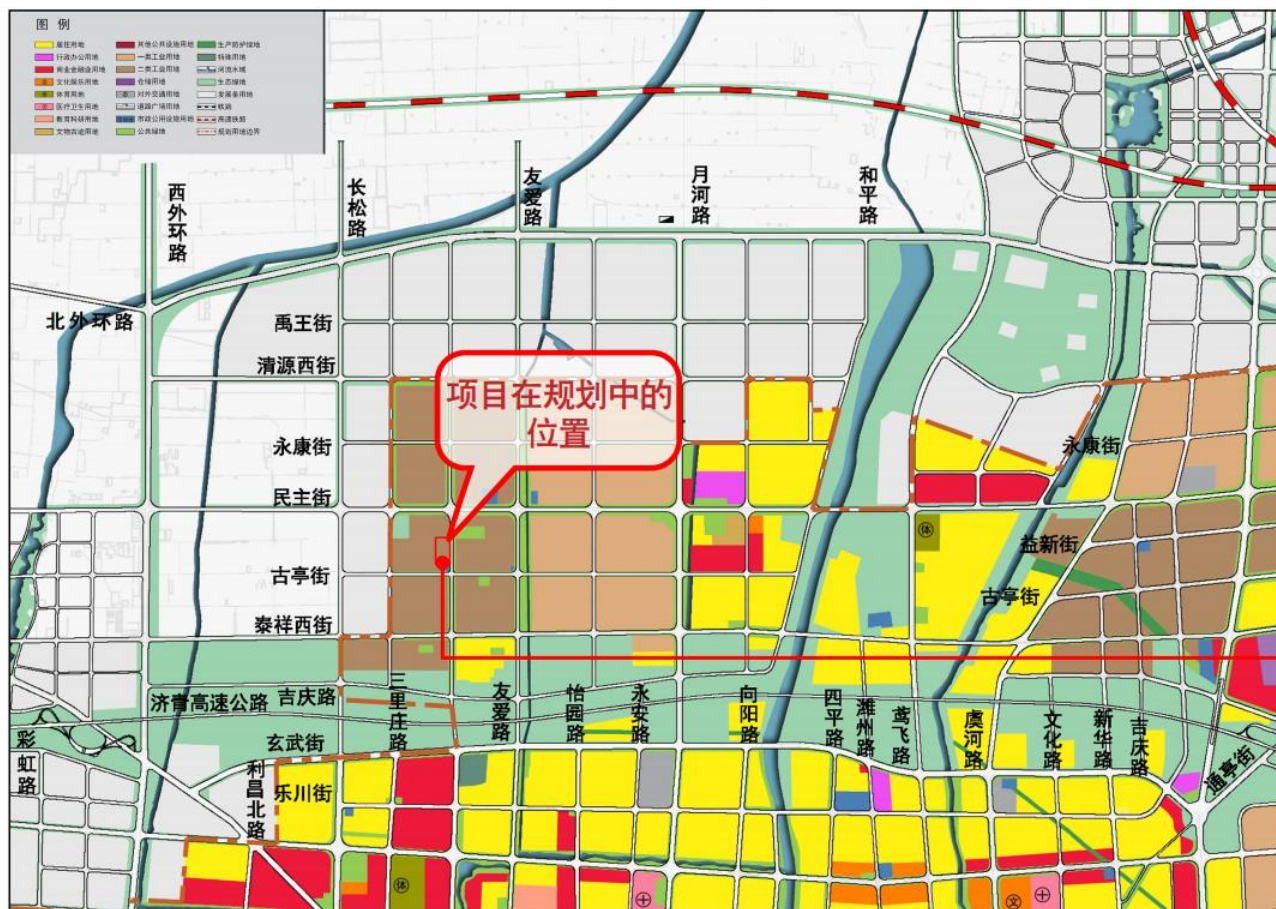 图 例
居住用地
其他公共设施用地
生产防护绿地
行政办公用地
一类工业用地
特殊用地
商业金融业用地
二类工业用地
河流水域
文化娱乐用地
仓储用地
生态绿地
体育用地
对外交通用地
发展备用地
医疗卫生用地
道路广场用地
铁路
教育科研用地
市政公用设施用地
高速铁路
文物古迹用地
公共绿地
规划用地边界
西外环路
长松路
友爱路
月河路
和平路
北外环路
禹王街
清源西街
项目在规划中的
位置
永康街
永康街
民主街
益新街
古亭街
古亭街
泰祥西街
济青高速公路
吉庆路
三里庄路
友爱路
怡园路
永安路
向阳路
四平路
潍州路
鸢飞路
虞河路
文化路
新华路
吉庆路
通亭街
彩虹路
玄武街
利昌北路
乐川街
体
体
文